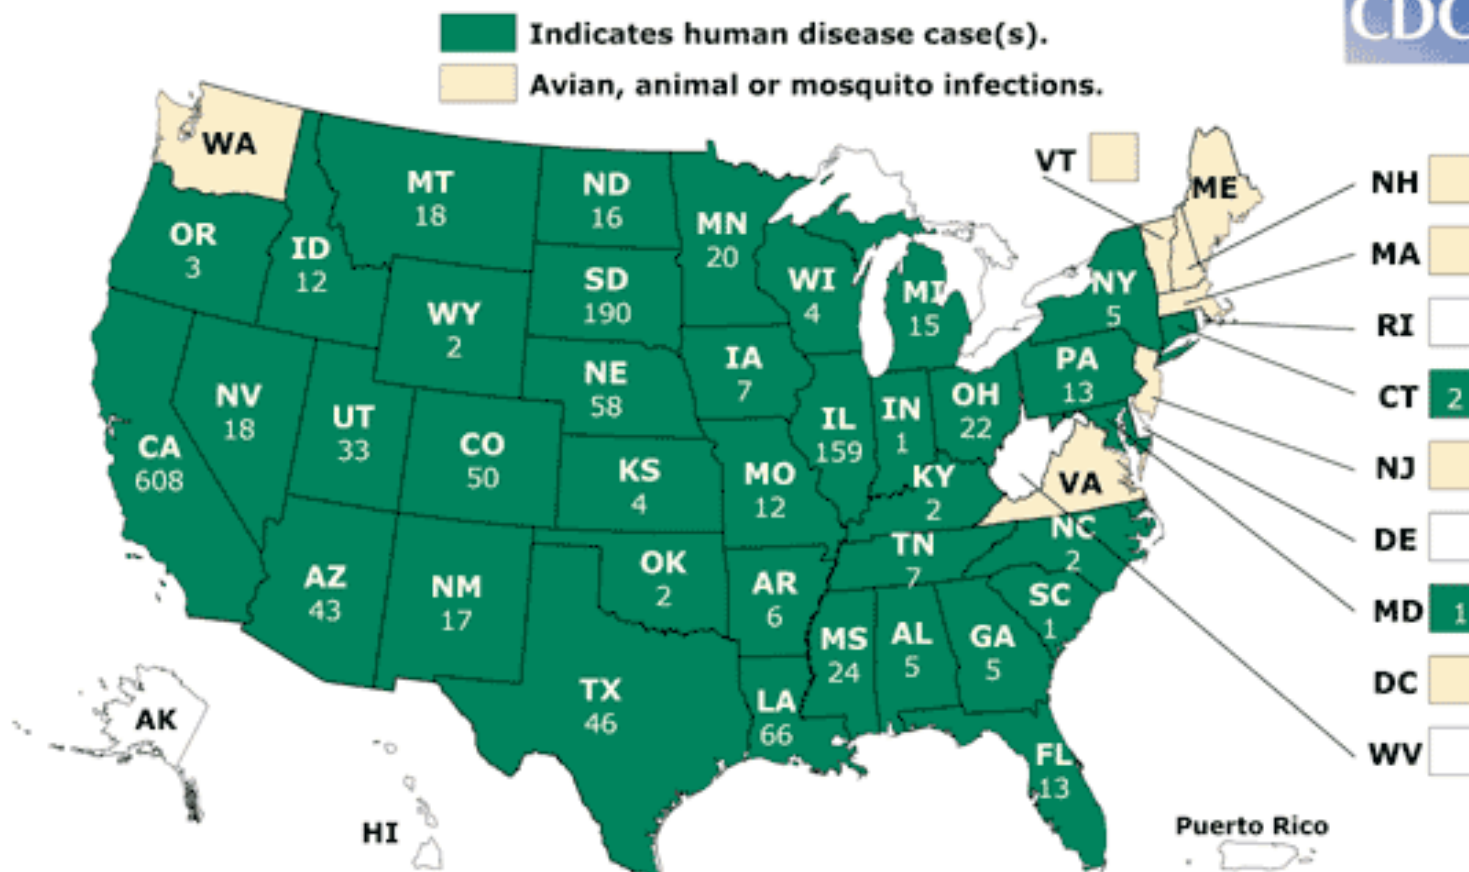 Indicates human disease case(s).
CDC
Avian, animal or mosquito infections.
WA
VT
NH
ME
MT
18
ND
16
MN
20
OR
3
ID
12
MA
WI
4
SD
190
MI
15
NY
5
WY
2
RI
IA
7
PA
13
NE
58
NV
18
UT
33
CT
2
OH
22
IN
1
IL
159
CO
50
CA
608
KS
4
MO
12
KY
2
VA
NJ
NC
2
DE
TN
7
OK
2
AZ
43
NM
17
AR
6
SC
1
MD
1
MS
24
AL
5
GA
5
DC
TX
46
LA
66
AK
FL
13
WV
HI
Puerto Rico